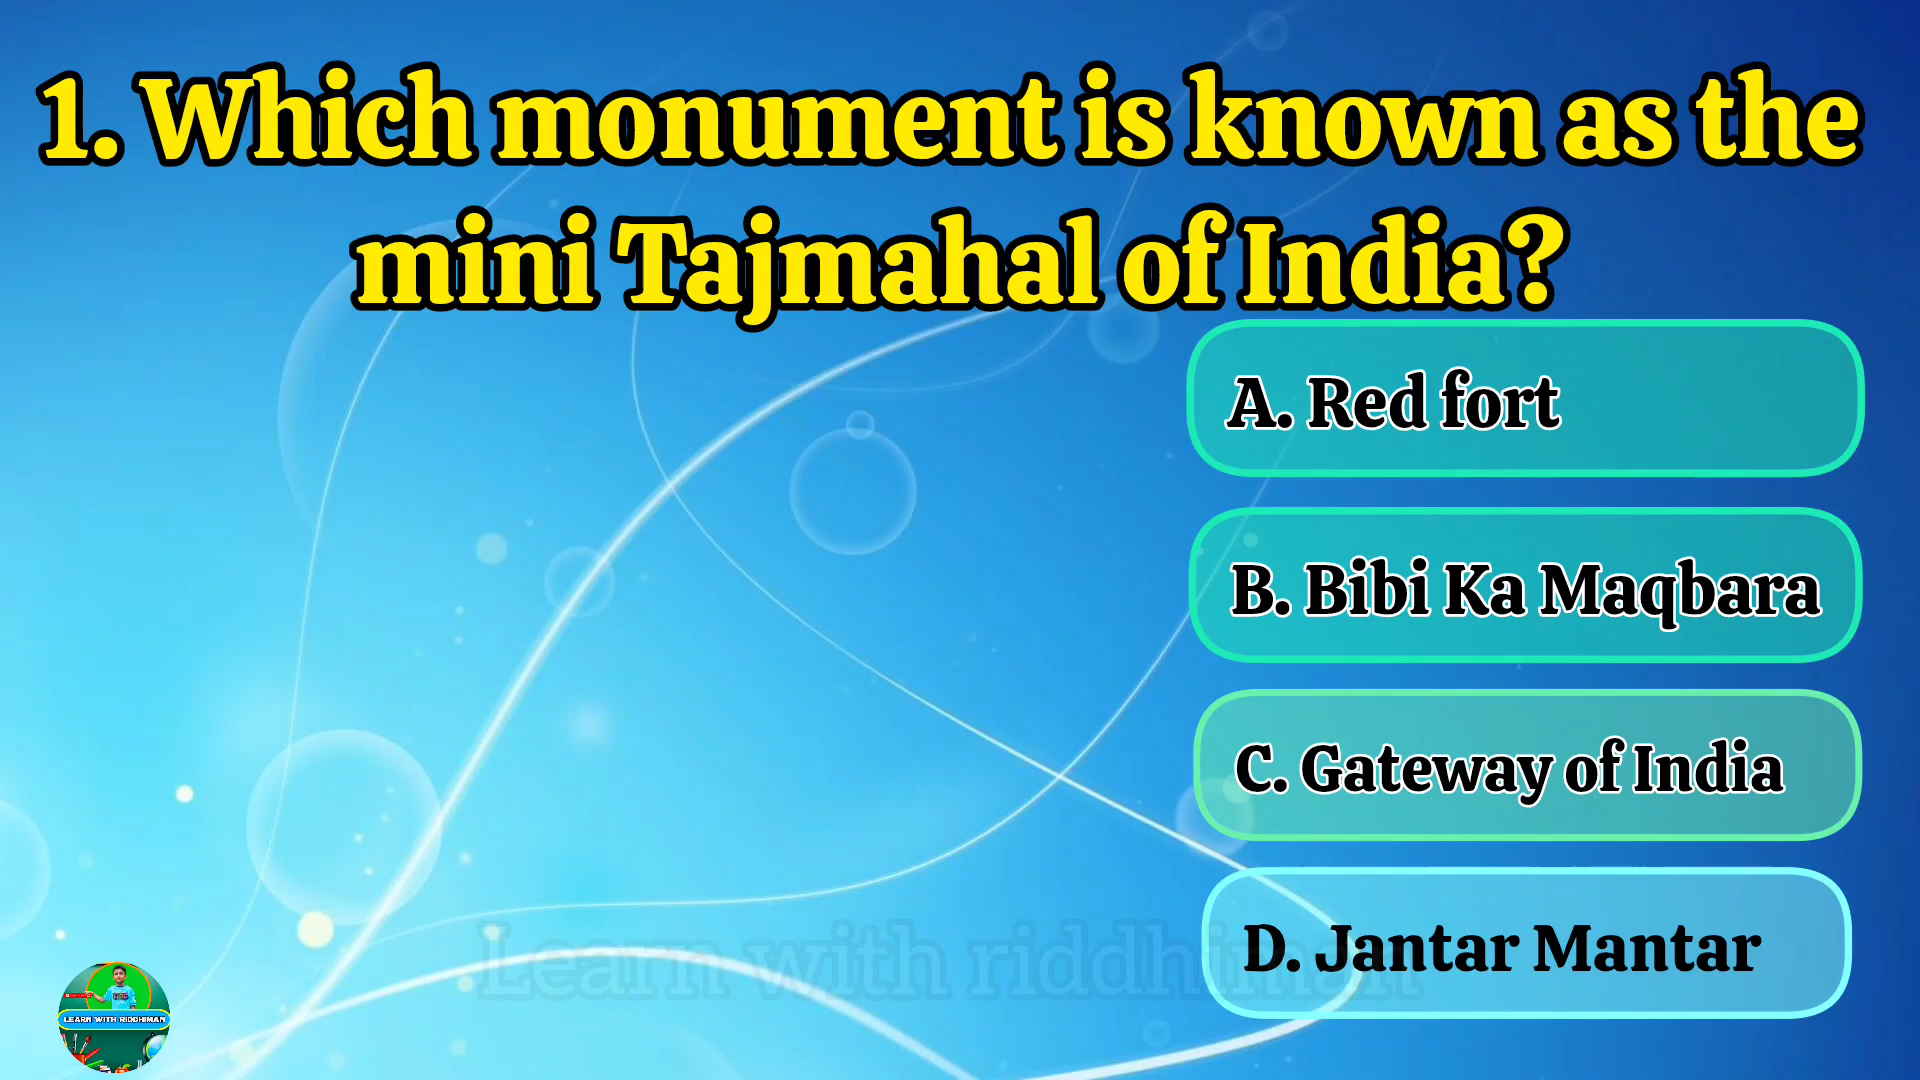 1. Which monument is known as the
mini Tajmahal of India?
A. Red fort
B. Bibi Ka Maqbara
C. Gateway of India
D. Jantar Mantar
Learn with riddhiman
LEARN WITH RIDDHIMAN